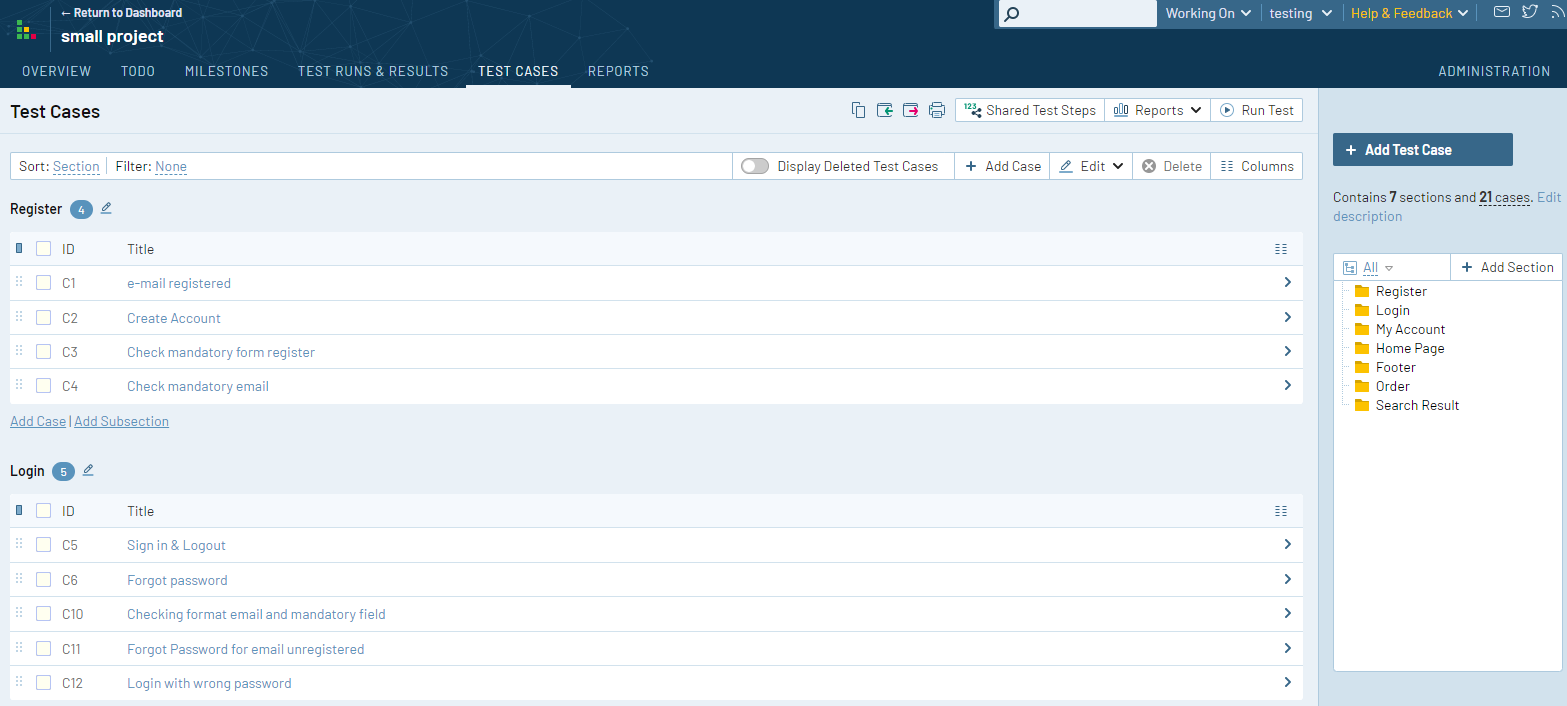 ← Return to Dashboard
small project
Working On
testing
Help & Feedback
OVERVIEW TODO MILESTONES TEST RUNS & RESULTS TEST CASES REPORTS ADMINISTRATION
Test Cases
123 Shared Test Steps Reports Run Test
Sort: Section Filter: None
Display Deleted Test Cases + Add Case Edit Delete Columns
Register 4
ID Title
C1 e-mail registered
C2 Create Account
C3 Check mandatory form register
C4 Check mandatory email
Add Case | Add Subsection
Login 5
ID Title
C5 Sign in & Logout
C6 Forgot password
C10 Checking format email and mandatory field
C11 Forgot Password for email unregistered
C12 Login with wrong password
+ Add Test Case
Contains 7 sections and 21 cases. Edit
description
All + Add Section
Register
Login
My Account
Home Page
Footer
Order
Search Result